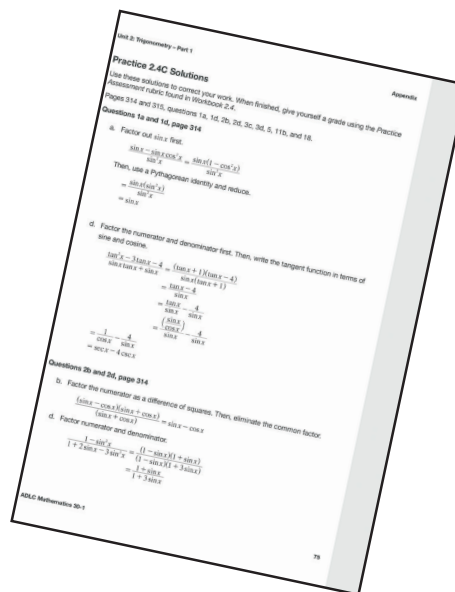 Unit 2: Trigonometry – Part 1
Appendix
Practice 2.4C Solutions
Use these solutions to correct your work. When finished, give yourself a grade using the Practice
Assessment rubric found in Workbook 2.4.
Pages 314 and 315, questions 1a, 1d, 2b, 2d, 3c, 3d, 5, 11b, and 18.
Questions 1a and 1d, page 314
a. Factor out sin x first.
(sin x − sin x cos²x)/(sin²x) = (sin x(1 − cos²x))/(sin²x)
Then, use a Pythagorean identity and reduce.
= (sin x(sin²x))/(sin²x)
= sin x
d. Factor the numerator and denominator first. Then, write the tangent function in terms of
sine and cosine.
(tan²x − 3 tan x − 4)/(sin x tan x + sin x) = ((tan x + 1)(tan x − 4))/(sin x(tan x + 1))
= (tan x − 4)/(sin x)
= (tan x)/(sin x) − 4/(sin x)
= ((sin x)/(cos x))/(sin x) − 4/(sin x)
= 1/(cos x) − 4/(sin x)
= sec x − 4 csc x
Questions 2b and 2d, page 314
b. Factor the numerator as a difference of squares. Then, eliminate the common factor.
((sin x − cos x)(sin x + cos x))/((sin x + cos x)) = sin x − cos x
d. Factor numerator and denominator.
(1 − sin²x)/(1 + 2 sin x − 3 sin²x) = ((1 − sin x)(1 + sin x))/((1 − sin x)(1 + 3 sin x))
= (1 + sin x)/(1 + 3 sin x)
ADLC Mathematics 30-1
75